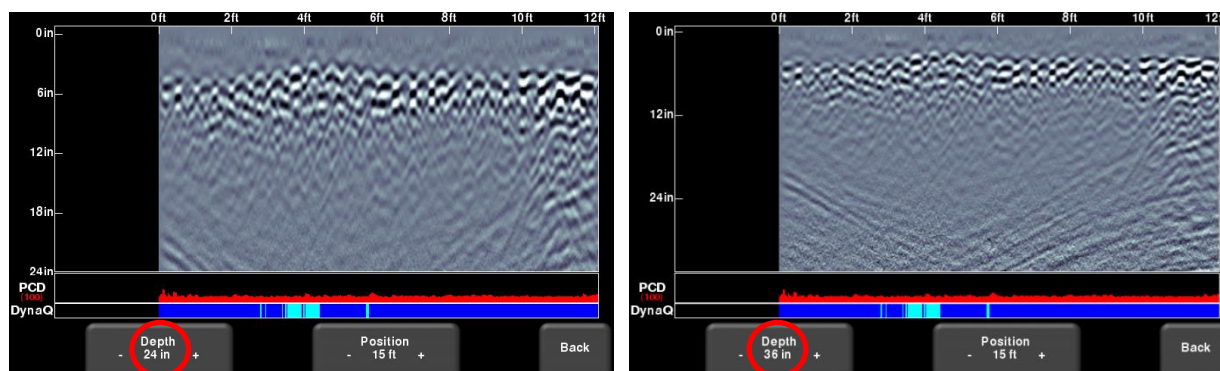 0ft 2ft 4ft 6ft 8ft 10ft 12ft
0in
6in
12in
18in
24in
PCD
(100)
DynaQ
Depth
- 24 in +
Position
- 15 ft +
Back
0ft 2ft 4ft 6ft 8ft 10ft 12
0in
12in
24in
PCD
(100)
DynaQ
Depth
- 36 in +
Position
- 15 ft +
Back